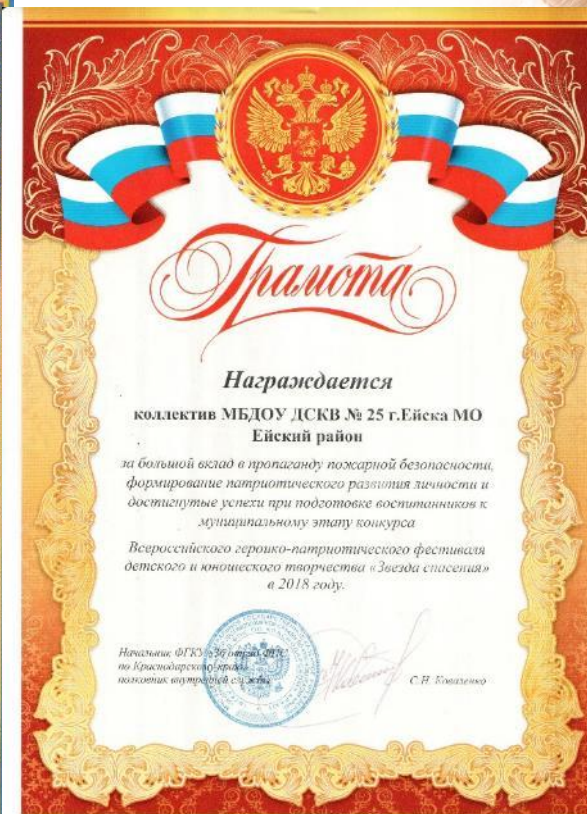 Грамота
Награждается
коллектив МБДОУ ДСКВ № 25 г.Ейска МО
Ейский район
за большой вклад в пропаганду пожарной безопасности,
формирование патриотического развития личности и
достигнутые успехи при подготовке воспитанников к
муниципальному этапу конкурса
Всероссийского героико-патриотического фестиваля
детского и юношеского творчества «Звезда спасения»
в 2018 году.
Начальник ФГКУ отряд ФПС
по Краснодарскому краю
полковник внутренней службы
С.Н. Коваленко